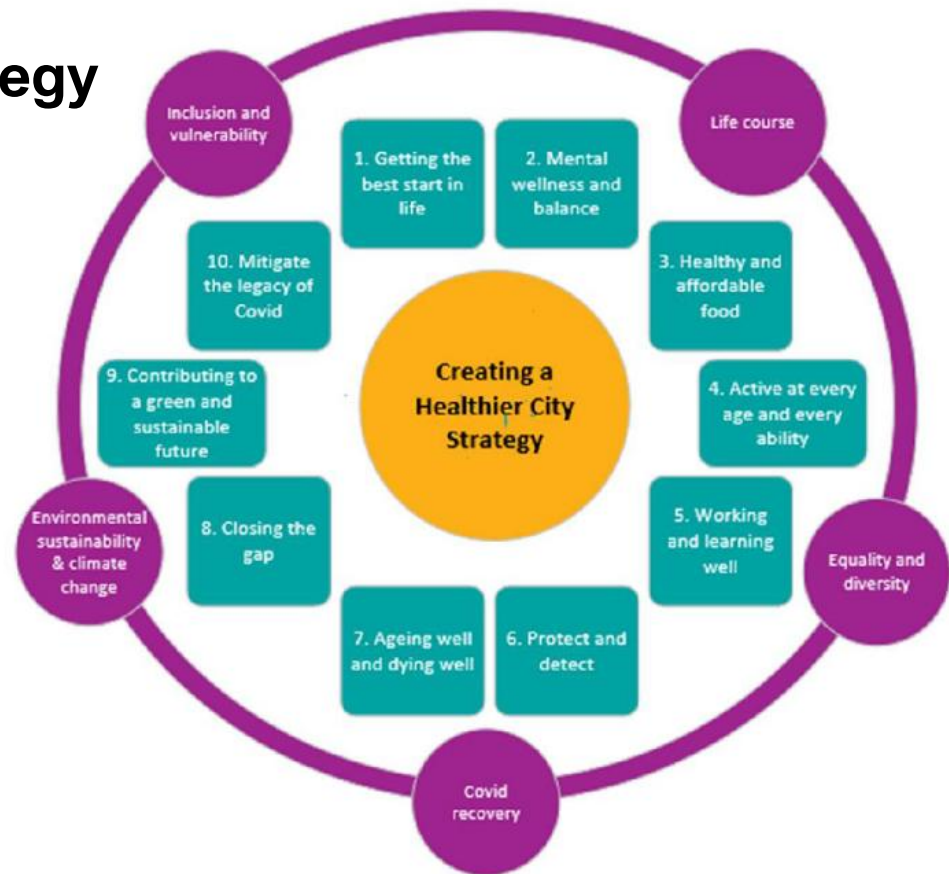 egy
Inclusion and
vulnerability
Life course
1. Getting the
best start in
life
2. Mental
wellness and
balance
10. Mitigate
the legacy of
Covid
3. Healthy and
affordable
food
Creating a
Healthier City
Strategy
9. Contributing to
a green and
sustainable
future
4. Active at every
age and every
ability
Environmental
sustainability
& climate
change
8. Closing the
gap
5. Working
and learning
well
Equality and
diversity
7. Ageing well
and dying well
6. Protect and
detect
Covid
recovery